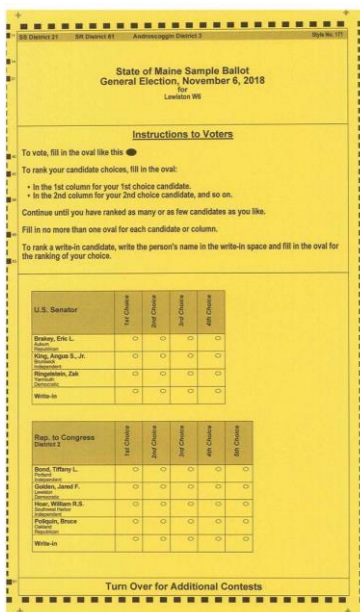 SS District 21 SR District 61 Androscoggin District 3 Style No. 171
State of Maine Sample Ballot
General Election, November 6, 2018
for
Lewiston W6
Instructions to Voters
To vote, fill in the oval like this
To rank your candidate choices, fill in the oval:
• In the 1st column for your 1st choice candidate.
• In the 2nd column for your 2nd choice candidate, and so on.
Continue until you have ranked as many or as few candidates as you like.
Fill in no more than one oval for each candidate or column.
To rank a write-in candidate, write the person's name in the write-in space and fill in the oval for
the ranking of your choice.
U.S. Senator 1st Choice 2nd Choice 3rd Choice 4th Choice
Brakey, Eric L.
Auburn
Republican
King, Angus S., Jr.
Brunswick
Independent
Ringelstein, Zak
Yarmouth
Democratic
Write-in
Rep. to Congress
District 2
1st Choice 2nd Choice 3rd Choice 4th Choice 5th Choice
Bond, Tiffany L.
Portland
Independent
Golden, Jared F.
Lewiston
Democratic
Hoar, William R.S.
Southwest Harbor
Independent
Poliquin, Bruce
Oakland
Republican
Write-in
Turn Over for Additional Contests